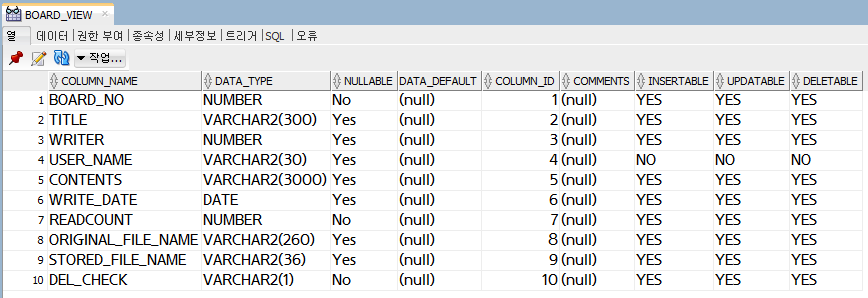 BOARD_VIEW
열 데이터 권한 부여 종속성 세부정보 트리거 SQL 오류
작업...
COLUMN_NAME DATA_TYPE NULLABLE DATA_DEFAULT COLUMN_ID COMMENTS INSERTABLE UPDATABLE DELETABLE
1 BOARD_NO NUMBER No (null) 1 (null) YES YES YES
2 TITLE VARCHAR2(300) Yes (null) 2 (null) YES YES YES
3 WRITER NUMBER Yes (null) 3 (null) YES YES YES
4 USER_NAME VARCHAR2(30) Yes (null) 4 (null) NO NO NO
5 CONTENTS VARCHAR2(3000) Yes (null) 5 (null) YES YES YES
6 WRITE_DATE DATE Yes (null) 6 (null) YES YES YES
7 READCOUNT NUMBER No (null) 7 (null) YES YES YES
8 ORIGINAL_FILE_NAME VARCHAR2(260) Yes (null) 8 (null) YES YES YES
9 STORED_FILE_NAME VARCHAR2(36) Yes (null) 9 (null) YES YES YES
10 DEL_CHECK VARCHAR2(1) No (null) 10 (null) YES YES YES